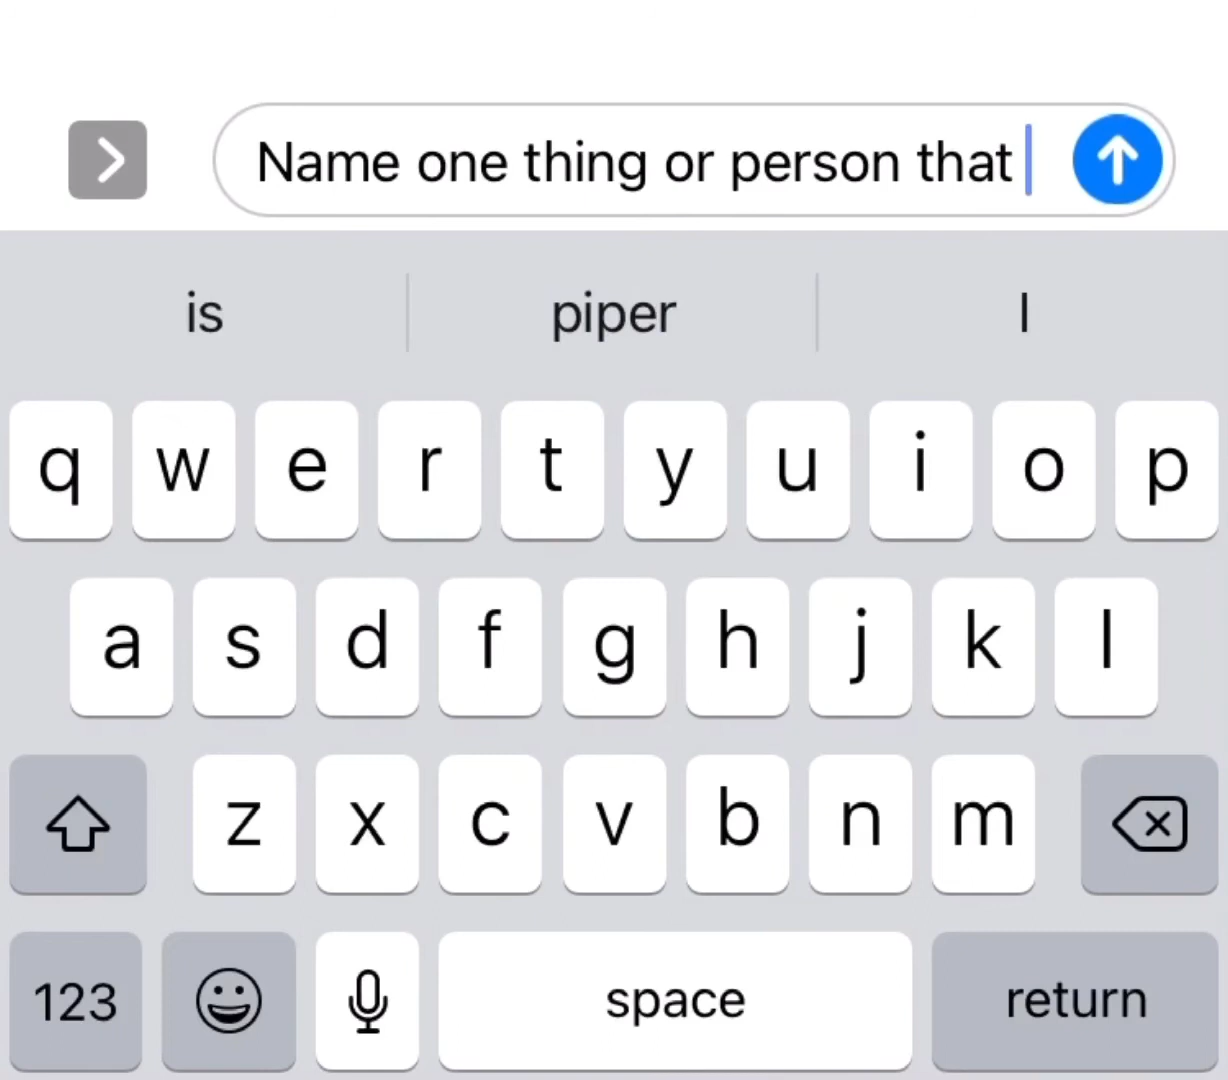 Name one thing or person that
is piper I
q w e r t y u i o p
a s d f g h j k l
z x c v b n m
123 space return